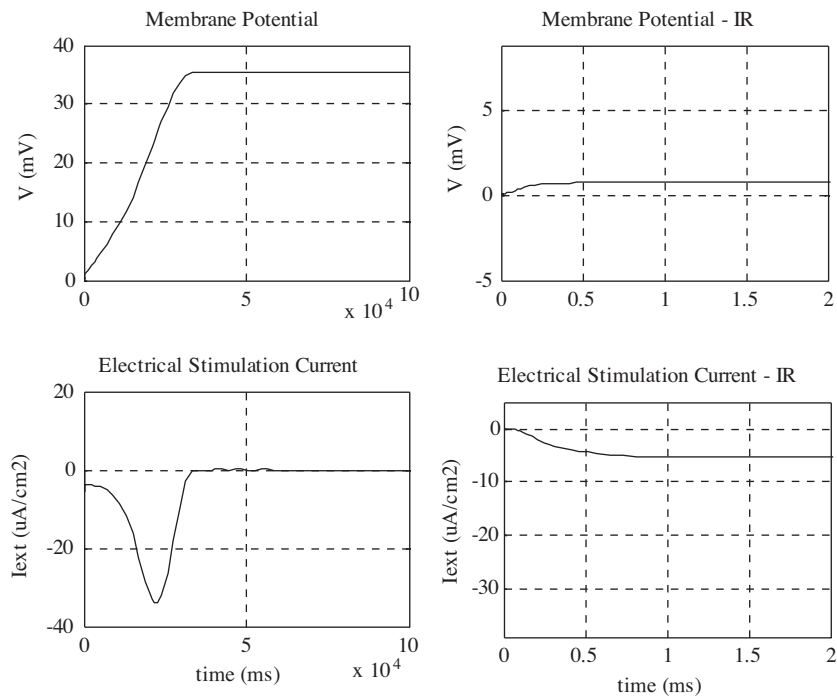 Membrane Potential
40
30
20
10
0
V (mV)
0
5
10
x 10^4
Membrane Potential - IR
5
0
-5
V (mV)
0
0.5
1
1.5
2
Electrical Stimulation Current
20
0
-20
-40
Iext (uA/cm2)
0
5
10
x 10^4
time (ms)
Electrical Stimulation Current - IR
0
-10
-20
-30
Iext (uA/cm2)
0
0.5
1
1.5
2
time (ms)